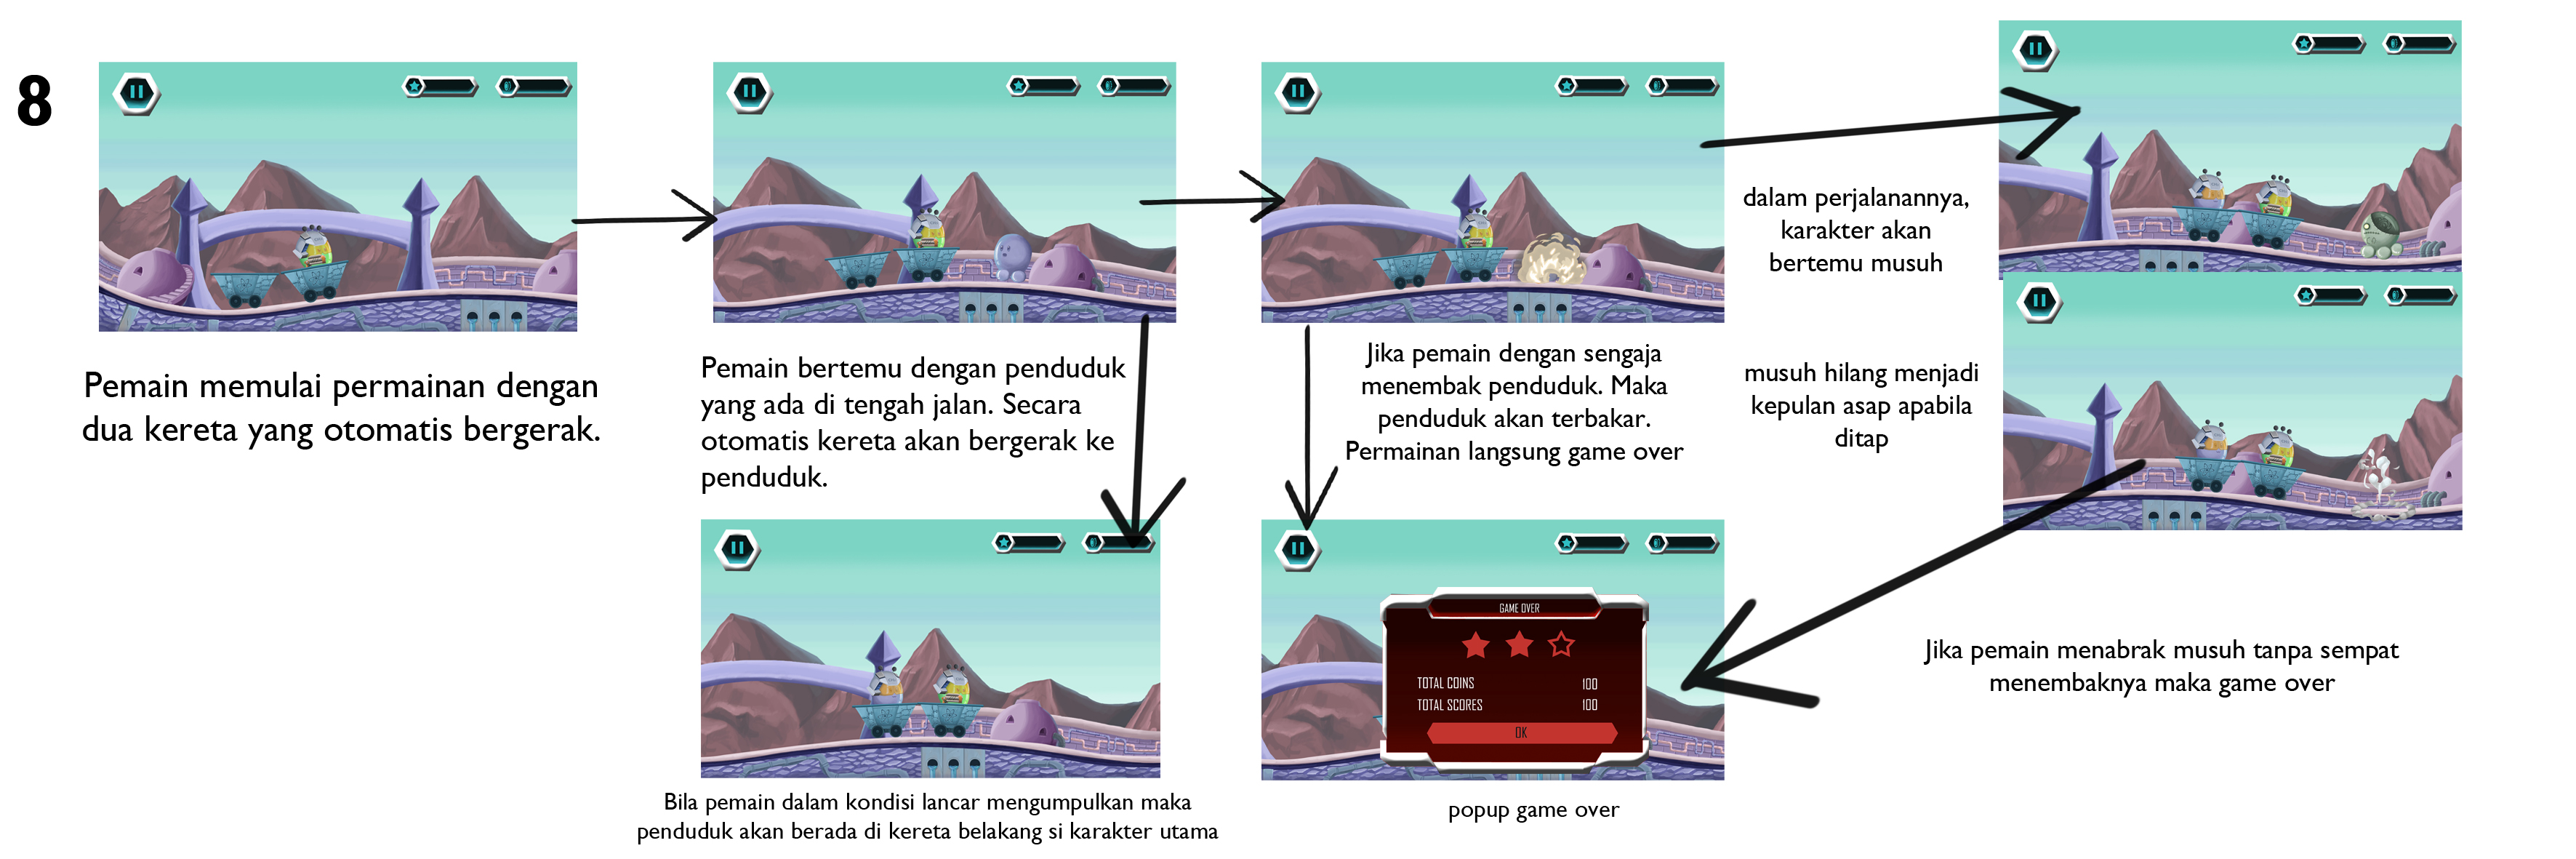 8
Pemain memulai permainan dengan
dua kereta yang otomatis bergerak.
Pemain bertemu dengan penduduk
yang ada di tengah jalan. Secara
otomatis kereta akan bergerak ke
penduduk.
Bila pemain dalam kondisi lancar mengumpulkan maka
penduduk akan berada di kereta belakang si karakter utama
Jika pemain dengan sengaja
menembak penduduk. Maka
penduduk akan terbakar.
Permainan langsung game over
GAME OVER
TOTAL COINS 100
TOTAL SCORES 100
OK
popup game over
dalam perjalanannya,
karakter akan
bertemu musuh
musuh hilang menjadi
kepulan asap apabila
ditap
Jika pemain menabrak musuh tanpa sempat
menembaknya maka game over